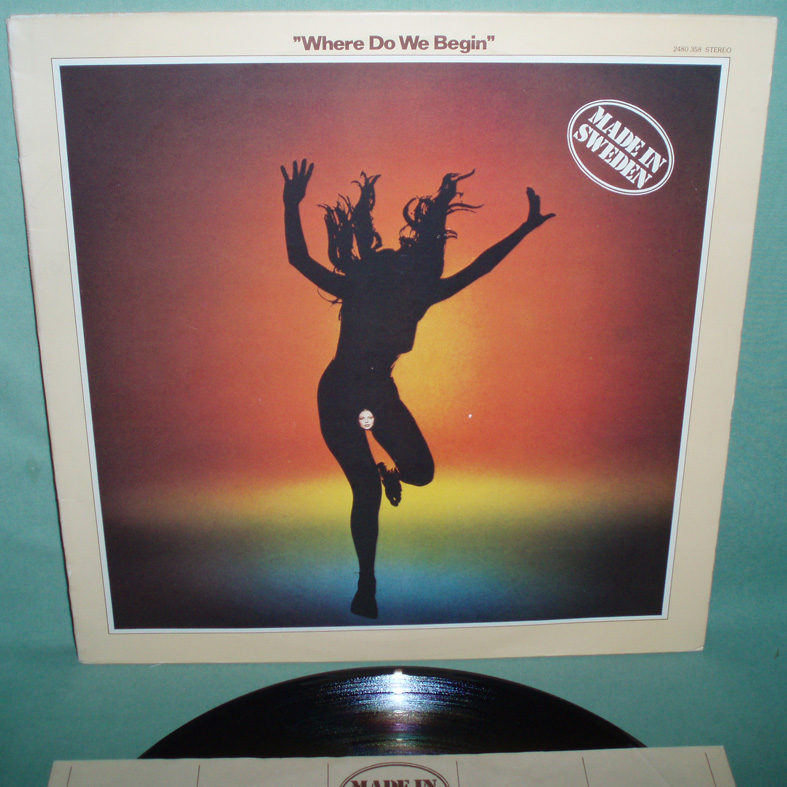 "Where Do We Begin"
2480 358 STEREO
MADE IN
SWEDEN
MADE IN